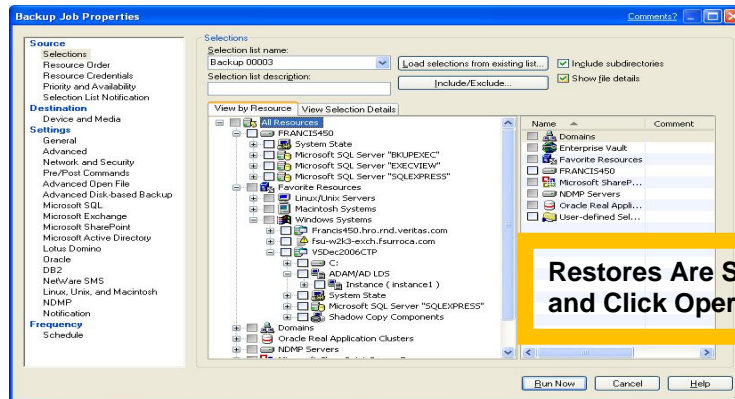 Backup Job Properties
Comments?
Source
Selections
Resource Order
Resource Credentials
Priority and Availability
Selection List Notification
Destination
Device and Media
Settings
General
Advanced
Network and Security
Pre/Post Commands
Advanced Open File
Advanced Disk-based Backup
Microsoft SQL
Microsoft Exchange
Microsoft SharePoint
Microsoft Active Directory
Lotus Domino
Oracle
DB2
NetWare SMS
Linux, Unix, and Macintosh
NDMP
Notification
Frequency
Schedule
Selections
Selection list name:
Backup 00003
Load selections from existing list...
Include subdirectories
Selection list description:
Include/Exclude...
Show file details
View by Resource
View Selection Details
All Resources
FRANCIS450
System State
Microsoft SQL Server "BKUPEXEC"
Microsoft SQL Server "EXECVIEW"
Microsoft SQL Server "SQLEXPRESS"
Favorite Resources
Linux/Unix Servers
Macintosh Systems
Windows Systems
Francis450.hro.rnd.veritas.com
fsu-w2k3-exch.fsurroca.com
VSDec2006CTP
C:
ADAM/AD LDS
Instance ( instance1 )
System State
Microsoft SQL Server "SQLEXPRESS"
Shadow Copy Components
Domains
Oracle Real Application Clusters
NDMP Servers
Name
Comment
Domains
Enterprise Vault
Favorite Resources
FRANCIS450
Microsoft ShareP...
NDMP Servers
Oracle Real Appli...
User-defined Sel...
Restores Are S
and Click Oper
Run Now
Cancel
Help